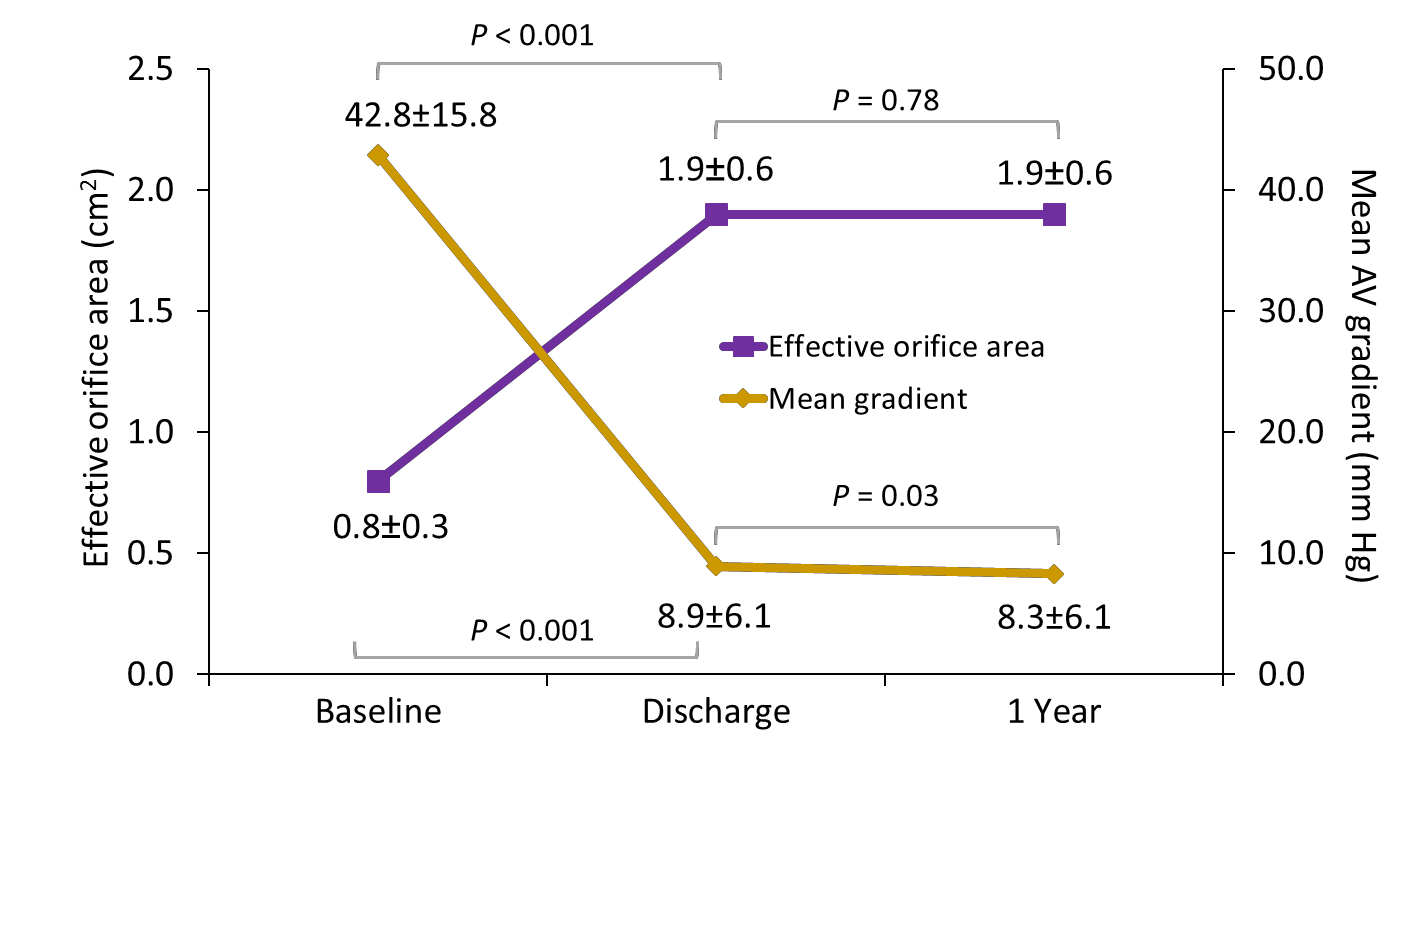 P < 0.001
2.5
50.0
P = 0.78
42.8±15.8
1.9±0.6
1.9±0.6
2.0
40.0
Effective orifice area (cm²)
Mean AV gradient (mm Hg)
1.5
30.0
Effective orifice area
Mean gradient
1.0
20.0
P = 0.03
0.8±0.3
0.5
10.0
8.9±6.1
8.3±6.1
P < 0.001
0.0
0.0
Baseline
Discharge
1 Year